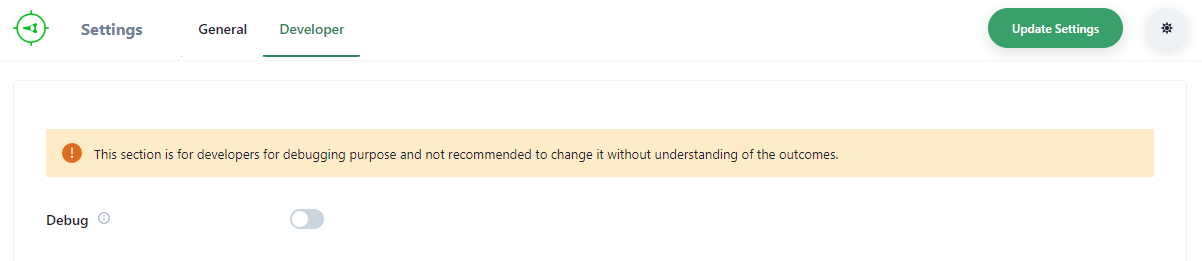 Settings General Developer Update Settings
This section is for developers for debugging purpose and not recommended to change it without understanding of the outcomes.
Debug